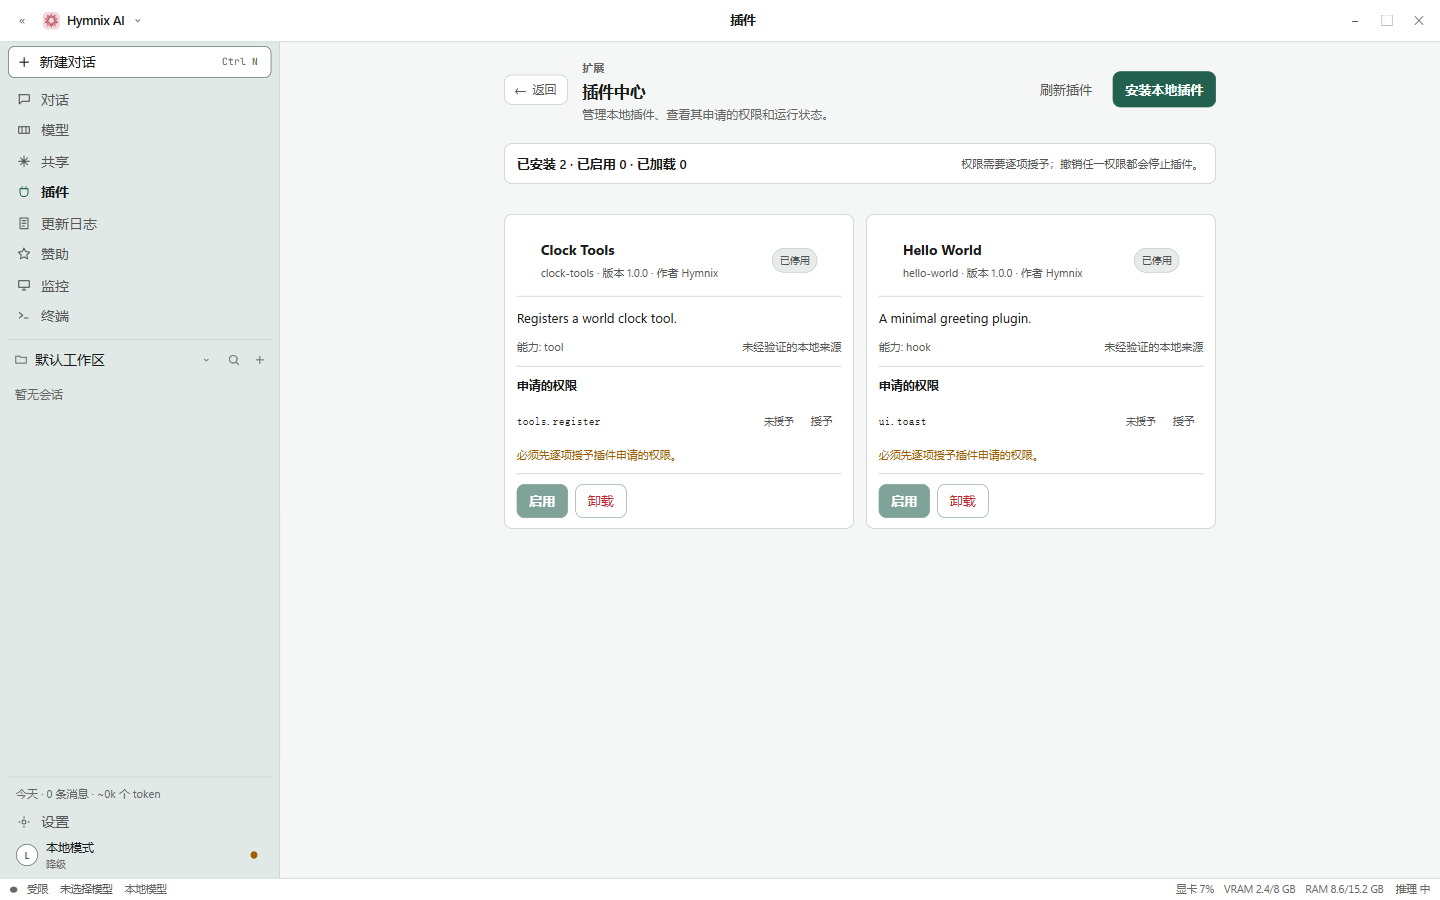 « Hymnix AI
插件
新建对话 Ctrl N
对话
模型
共享
插件
更新日志
赞助
监控
终端
默认工作区
暂无会话
今天 · 0 条消息 · ~0k 个 token
设置
L 本地模式
降级
← 返回
扩展
插件中心
管理本地插件、查看其申请的权限和运行状态。
刷新插件
安装本地插件
已安装 2 · 已启用 0 · 已加载 0
权限需要逐项授予；撤销任一权限都会停止插件。
Clock Tools
clock-tools · 版本 1.0.0 · 作者 Hymnix
已停用
Registers a world clock tool.
能力: tool 未经验证的本地来源
申请的权限
tools.register 未授予 授予
必须先逐项授予插件申请的权限。
启用 卸载
Hello World
hello-world · 版本 1.0.0 · 作者 Hymnix
已停用
A minimal greeting plugin.
能力: hook 未经验证的本地来源
申请的权限
ui.toast 未授予 授予
必须先逐项授予插件申请的权限。
启用 卸载
受限 未选择模型 本地模型
显卡 7% VRAM 2.4/8 GB RAM 8.6/15.2 GB 推理 中